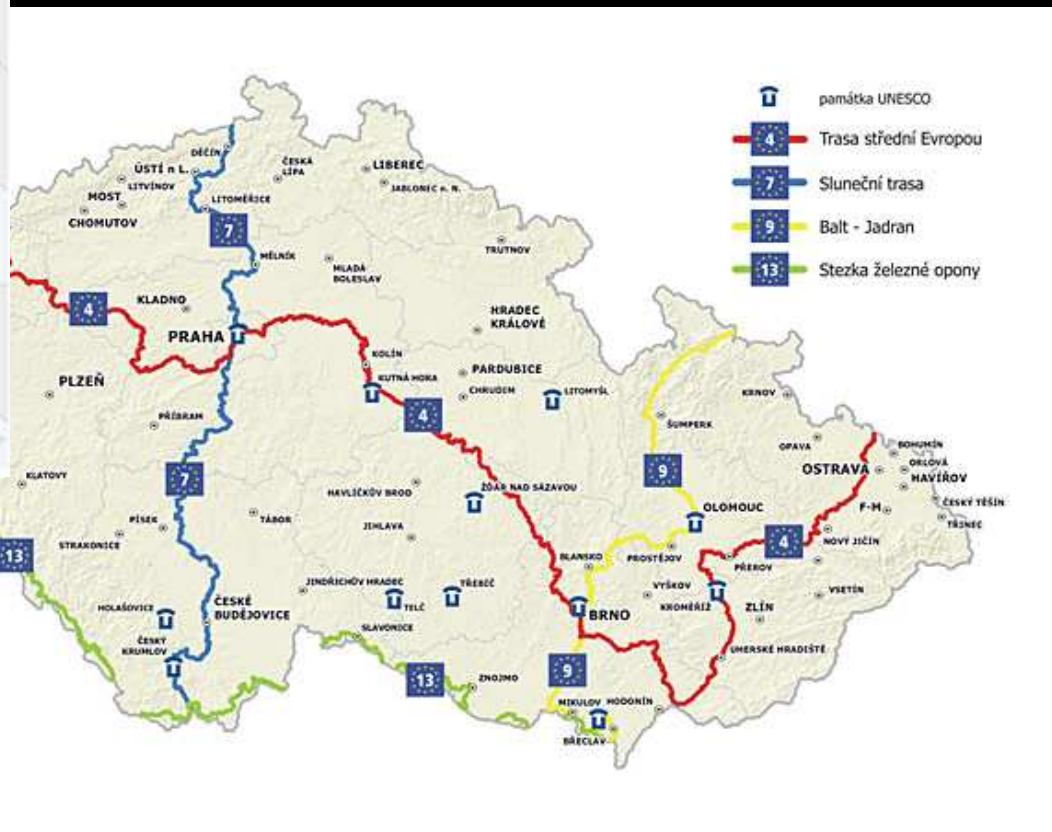 památka UNESCO
4 Trasa střední Evropou
7 Sluneční trasa
9 Balt - Jadran
13 Stezka železné opony
DĚČÍN
ÚSTÍ n L.
LITVÍNOV
MOST
CHOMUTOV
LITOMĚŘICE
ČESKÁ
LÍPA
LIBEREC
JABLONEC n. N.
7
MĚLNÍK
MLADÁ
BOLESLAV
TRUTNOV
4
KLADNO
PRAHA
HRADEC
KRÁLOVÉ
KOLÍN
KUTNÁ HORA
PARDUBICE
CHRUDIM
LITOMYŠL
PLZEŇ
PŘÍBRAM
4
ŠUMPERK
KRNOV
OPAVA
OSTRAVA
BOHUMÍN
ORLOVÁ
HAVÍŘOV
KLATOVY
7
HAVLÍČKŮV BROD
ŽĎÁR NAD SÁZAVOU
9
OLOMOUC
F-M
ČESKÝ TĚŠÍN
TŘINEC
PÍSEK
TÁBOR
JIHLAVA
STRAKONICE
13
BLANSKO
PROSTĚJOV
4
NOVÝ JIČÍN
PŘEROV
JINDŘICHŮV HRADEC
TELČ
TŘEBÍČ
VYŠKOV
KROMĚŘÍŽ
ZLÍN
VSETÍN
HOLAŠOVICE
ČESKÉ
BUDĚJOVICE
BRNO
SLAVONICE
ČESKÝ
KRUMLOV
UHERSKÉ HRADIŠTĚ
13
ZNOJMO
9
MIKULOV
HODONÍN
BŘECLAV